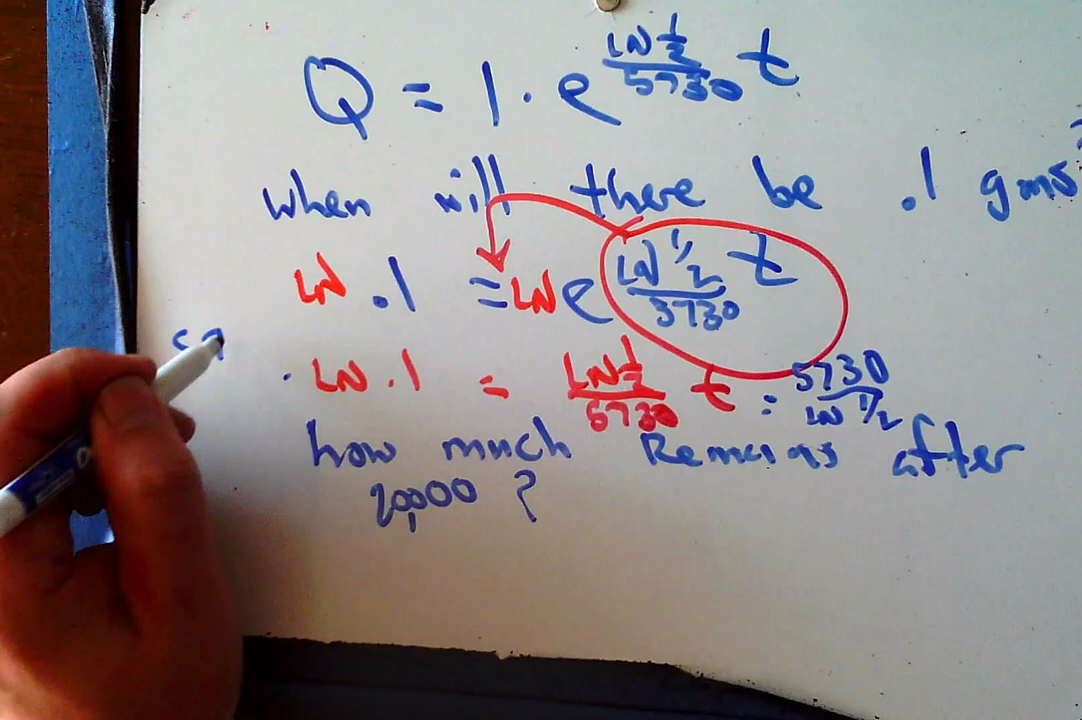 Q = 1 . e^(LN 1/2 / 5730) t
when will there be .1 gms
LN .1 = LN e^(LN 1/2 / 5730) t
. LN .1 = LN 1/2 / 5730 t : 5730 / LN 1/2
57
how much Remains after
20,000 ?